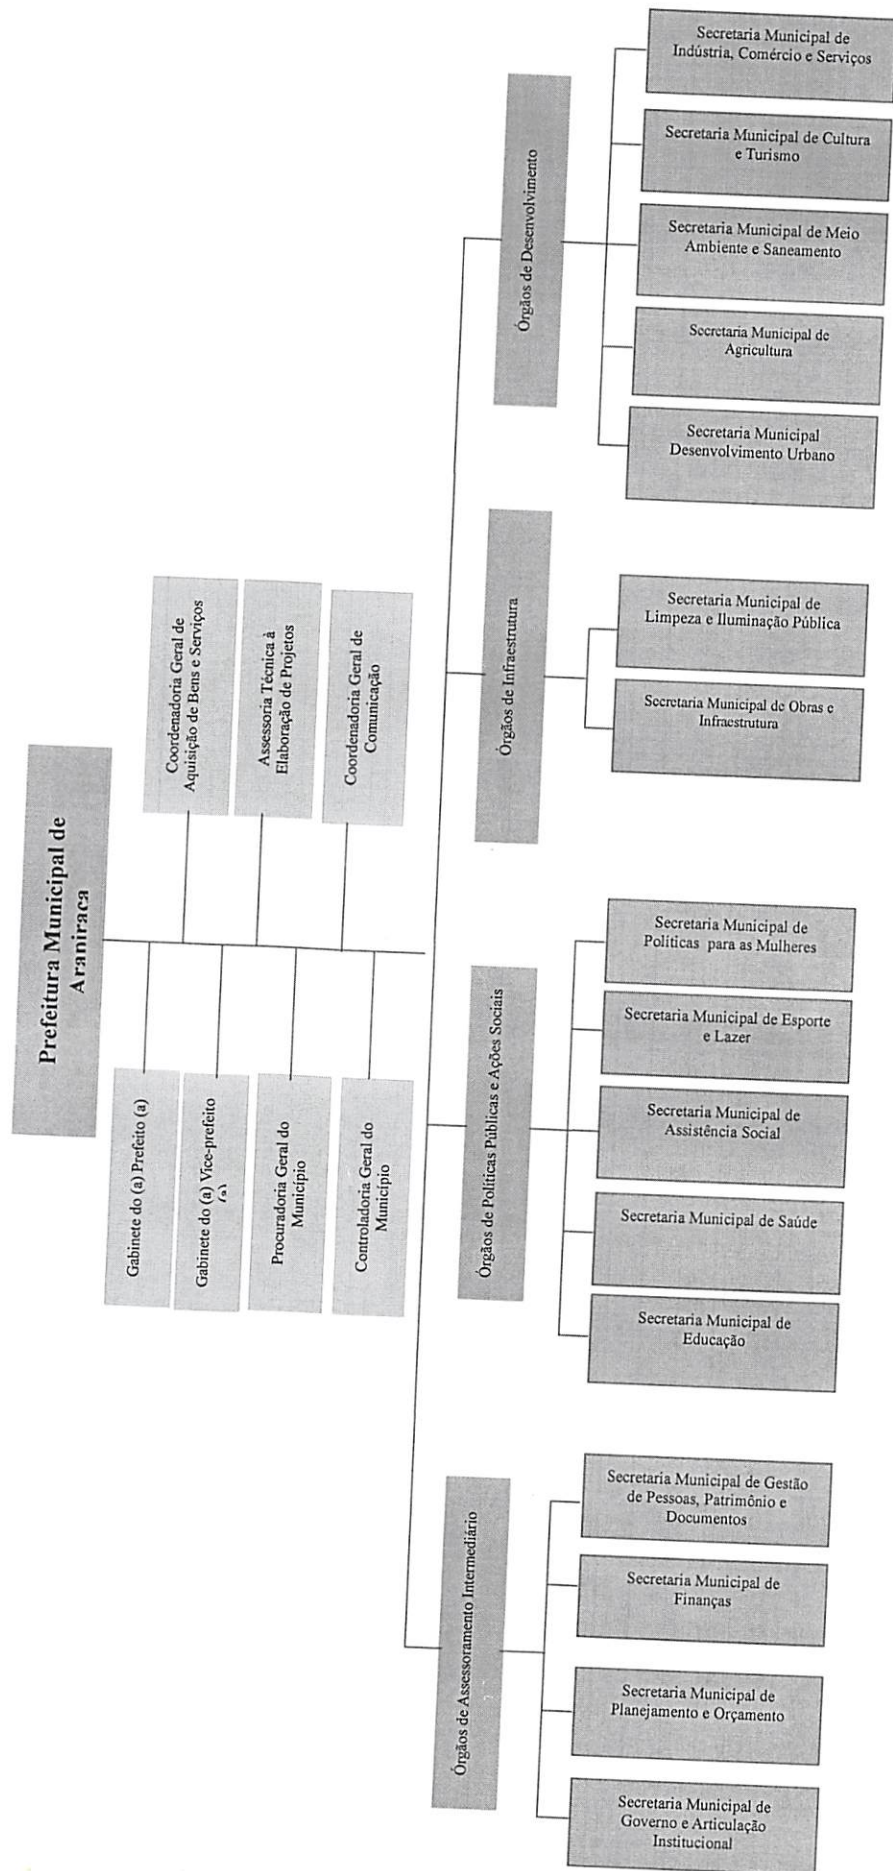 Prefeitura Municipal de
Araniraca
Gabinete do (a) Prefeito (a)
Gabinete do (a) Vice-prefeito
(a)
Procuradoria Geral do
Município
Controladoria Geral do
Município
Coordenadoria Geral de
Aquisição de Bens e Serviços
Assessoria Técnica à
Elaboração de Projetos
Coordenadoria Geral de
Comunicação
Órgãos de Assessoramento Intermediário
Secretaria Municipal de
Governo e Articulação
Institucional
Secretaria Municipal de
Planejamento e Orçamento
Secretaria Municipal de
Finanças
Secretaria Municipal de Gestão
de Pessoas, Patrimônio e
Documentos
Órgãos de Políticas Públicas e Ações Sociais
Secretaria Municipal de
Educação
Secretaria Municipal de Saúde
Secretaria Municipal de
Assistência Social
Secretaria Municipal de Esporte
e Lazer
Secretaria Municipal de
Políticas para as Mulheres
Órgãos de Infraestrutura
Secretaria Municipal de Obras e
Infraestrutura
Secretaria Municipal de
Limpeza e Iluminação Pública
Órgãos de Desenvolvimento
Secretaria Municipal
Desenvolvimento Urbano
Secretaria Municipal de
Agricultura
Secretaria Municipal de Meio
Ambiente e Saneamento
Secretaria Municipal de Cultura
e Turismo
Secretaria Municipal de
Indústria, Comércio e Serviços